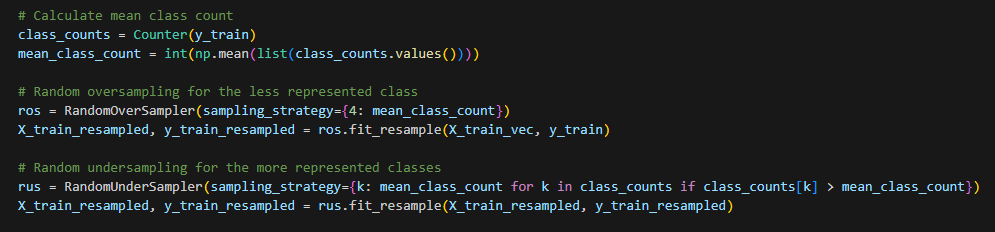 # Calculate mean class count
class_counts = Counter(y_train)
mean_class_count = int(np.mean(list(class_counts.values())))
# Random oversampling for the less represented class
ros = RandomOverSampler(sampling_strategy={4: mean_class_count})
X_train_resampled, y_train_resampled = ros.fit_resample(X_train_vec, y_train)
# Random undersampling for the more represented classes
rus = RandomUnderSampler(sampling_strategy={k: mean_class_count for k in class_counts if class_counts[k] > mean_class_count})
X_train_resampled, y_train_resampled = rus.fit_resample(X_train_resampled, y_train_resampled)